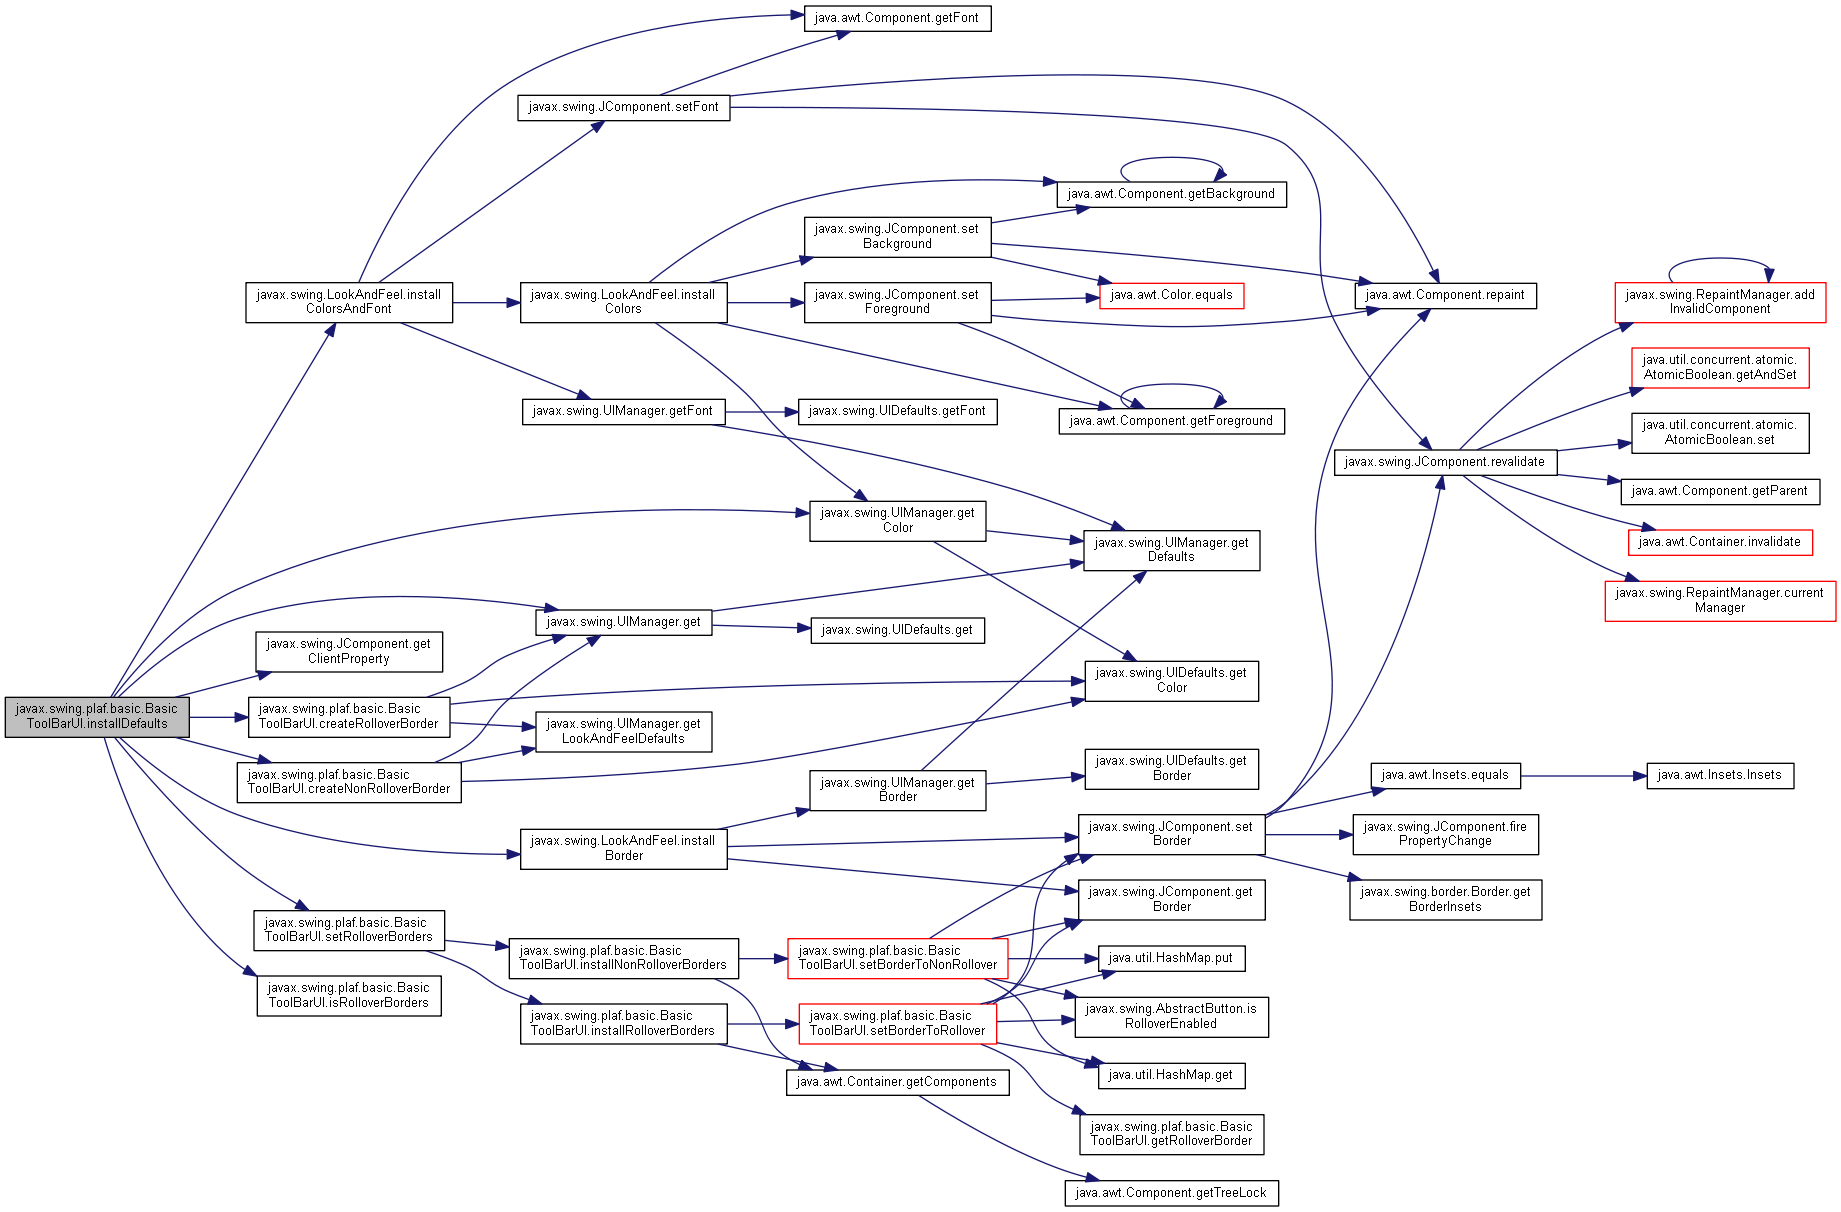 java.awt.Component.getFont
javax.swing.JComponent.setFont
java.awt.Component.getBackground
javax.swing.JComponent.set
Background
javax.swing.LookAndFeel.install
ColorsAndFont
javax.swing.LookAndFeel.install
Colors
javax.swing.JComponent.set
Foreground
java.awt.Color.equals
java.awt.Component.repaint
javax.swing.RepaintManager.add
InvalidComponent
java.util.concurrent.atomic.
AtomicBoolean.getAndSet
javax.swing.UIManager.getFont
javax.swing.UIDefaults.getFont
java.awt.Component.getForeground
java.util.concurrent.atomic.
AtomicBoolean.set
javax.swing.JComponent.revalidate
java.awt.Component.getParent
javax.swing.UIManager.get
Color
javax.swing.UIManager.get
Defaults
java.awt.Container.invalidate
javax.swing.RepaintManager.current
Manager
javax.swing.UIManager.get
javax.swing.UIDefaults.get
javax.swing.JComponent.get
ClientProperty
javax.swing.UIDefaults.get
Color
javax.swing.plaf.basic.Basic
ToolBarUI.installDefaults
javax.swing.plaf.basic.Basic
ToolBarUI.createRolloverBorder
javax.swing.UIManager.get
LookAndFeelDefaults
javax.swing.plaf.basic.Basic
ToolBarUI.createNonRolloverBorder
javax.swing.UIManager.get
Border
javax.swing.UIDefaults.get
Border
java.awt.Insets.equals
java.awt.Insets.Insets
javax.swing.LookAndFeel.install
Border
javax.swing.JComponent.set
Border
javax.swing.JComponent.fire
PropertyChange
javax.swing.JComponent.get
Border
javax.swing.border.Border.get
BorderInsets
javax.swing.plaf.basic.Basic
ToolBarUI.setRolloverBorders
javax.swing.plaf.basic.Basic
ToolBarUI.installNonRolloverBorders
javax.swing.plaf.basic.Basic
ToolBarUI.setBorderToNonRollover
java.util.HashMap.put
javax.swing.plaf.basic.Basic
ToolBarUI.isRolloverBorders
javax.swing.plaf.basic.Basic
ToolBarUI.installRolloverBorders
javax.swing.plaf.basic.Basic
ToolBarUI.setBorderToRollover
javax.swing.AbstractButton.is
RolloverEnabled
java.awt.Container.getComponents
java.util.HashMap.get
javax.swing.plaf.basic.Basic
ToolBarUI.getRolloverBorder
java.awt.Component.getTreeLock